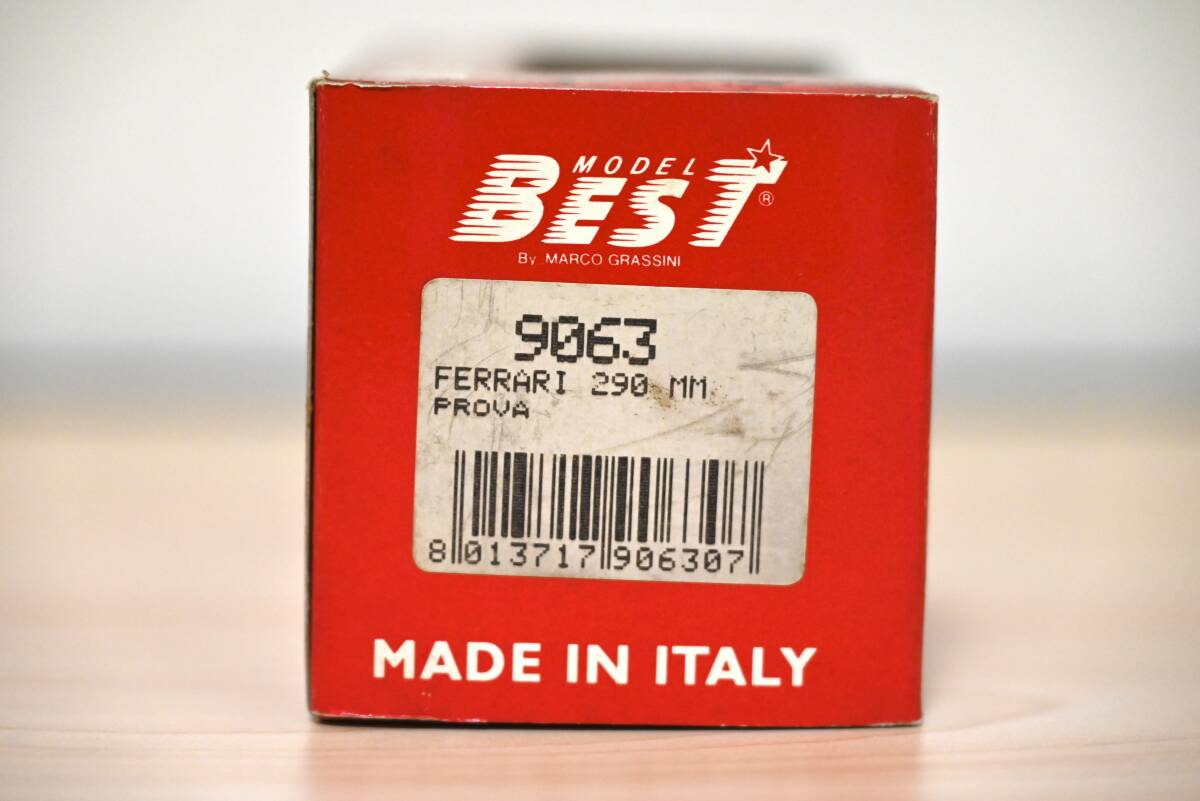 MODEL
BEST®
By MARCO GRASSINI
9063
FERRARI 290 MM
PROVA
8 013717 906307
MADE IN ITALY